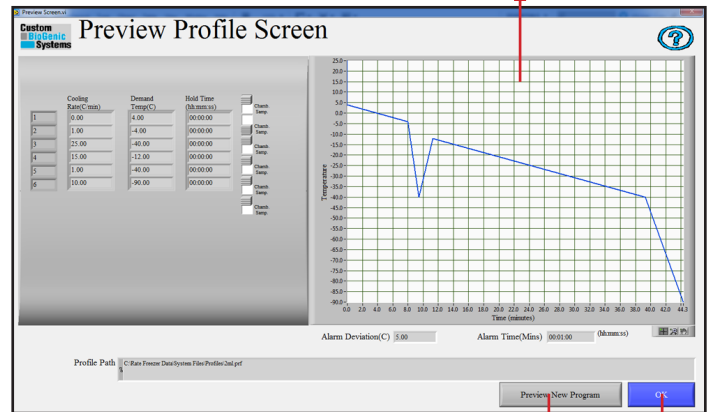 Preview Screen.vi
Custom
BioGenic
Systems
Preview Profile Screen
?
Cooling Rate(C/min) Demand Temp(C) Hold Time (hh:mm:ss)
1 0.00 4.00 00:00:00 Chamb. Temp.
2 1.00 -4.00 00:00:00 Chamb. Temp.
3 25.00 -40.00 00:00:00 Chamb. Temp.
4 15.00 -12.00 00:00:00 Chamb. Temp.
5 1.00 -40.00 00:00:00 Chamb. Temp.
6 10.00 -90.00 00:00:00 Chamb. Temp.
Temperature
25.0
20.0
15.0
10.0
5.0
0.0
-5.0
-10.0
-15.0
-20.0
-25.0
-30.0
-35.0
-40.0
-45.0
-50.0
-55.0
-60.0
-65.0
-70.0
-75.0
-80.0
-85.0
-90.0
0.0 2.0 4.0 6.0 8.0 10.0 12.0 14.0 16.0 18.0 20.0 22.0 24.0 26.0 28.0 30.0 32.0 34.0 36.0 38.0 40.0 42.0 44.3
Time (minutes)
Alarm Deviation(C) 5.00 Alarm Time(Mins) 00:01:00 (hh:mm:ss)
Profile Path C:\Rate Freezer Data\System Files\Profiles\2ml.prf
Preview New Program OK